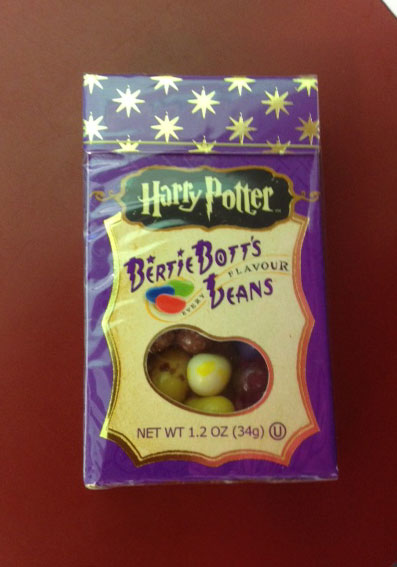 Harry Potter
BERTIE BOTT'S
EVERY FLAVOUR
BEANS
NET WT 1.2 OZ (34g) U